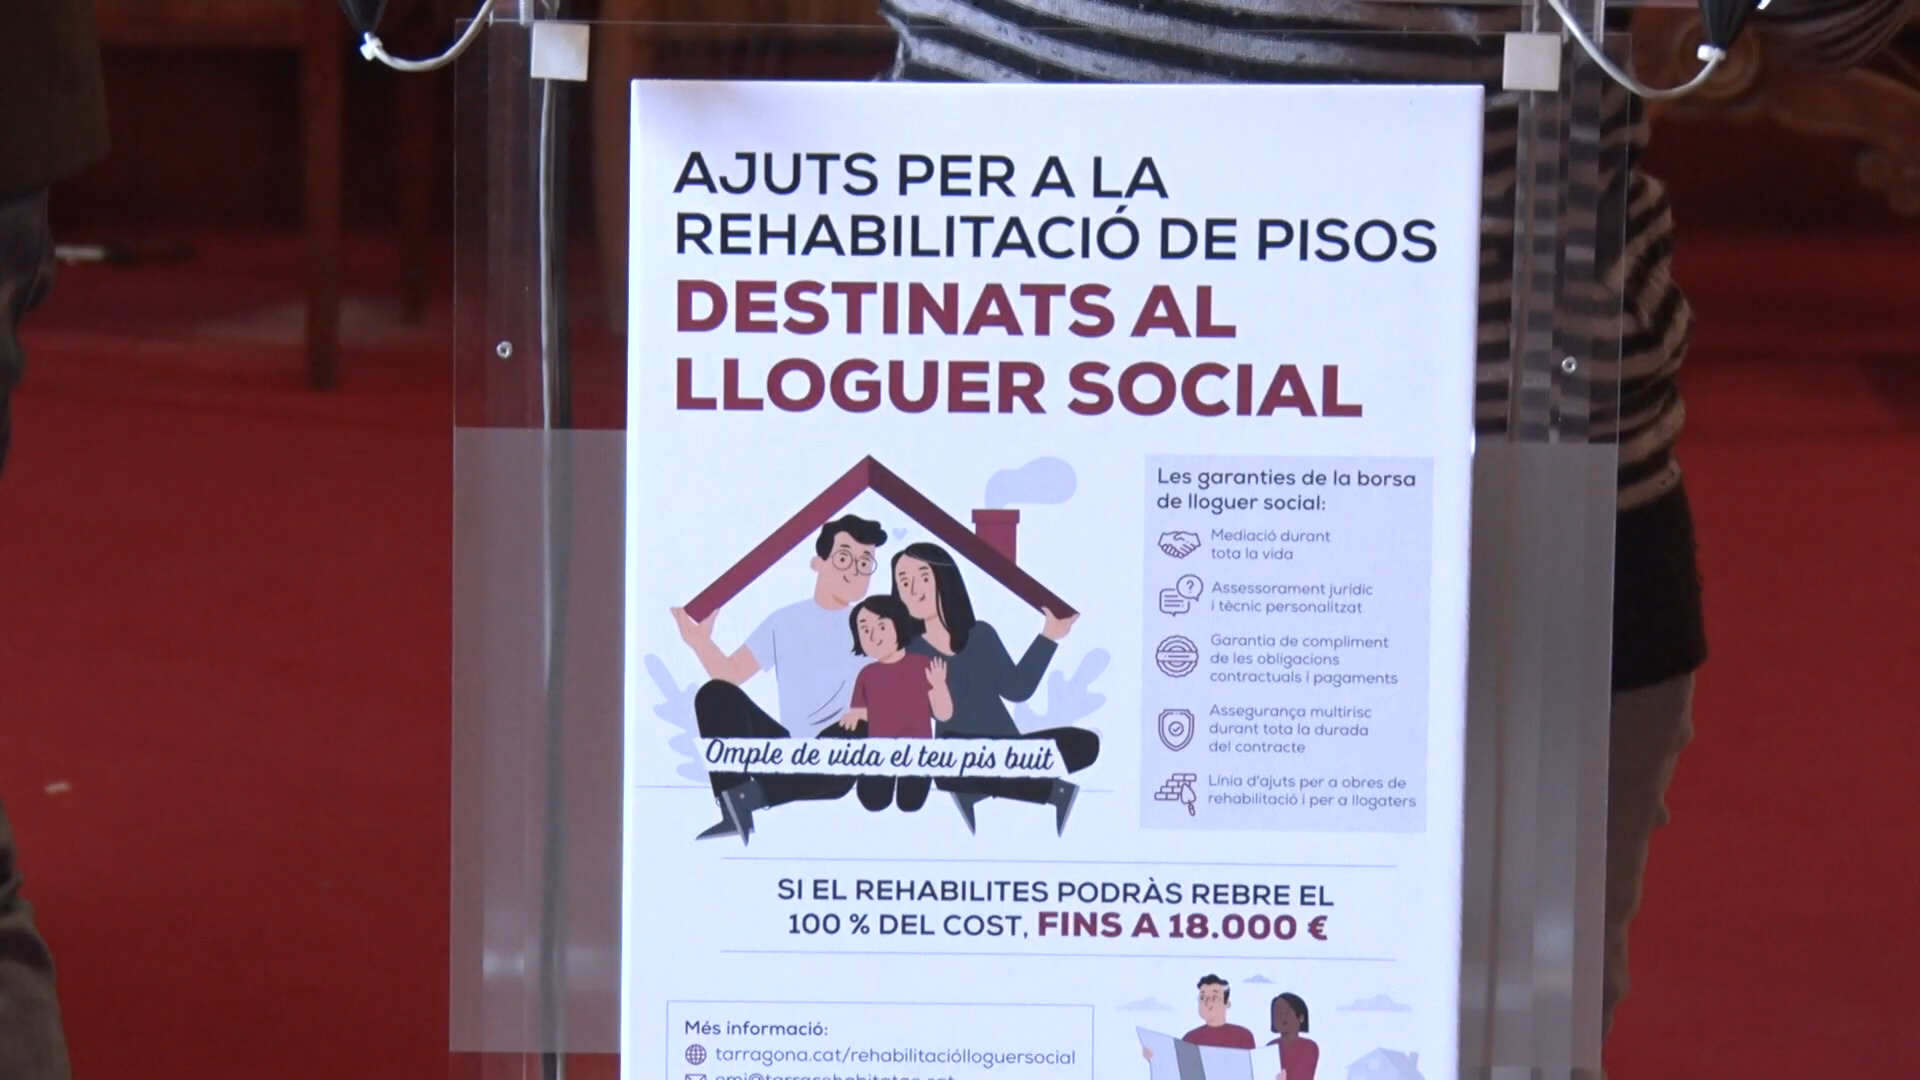 AJUTS PER A LA
REHABILITACIÓ DE PISOS
DESTINATS AL
LLOGUER SOCIAL
Omple de vida el teu pis buit
Les garanties de la borsa
de lloguer social:
Mediació durant
tota la vida
Assessorament jurídic
i tècnic personalitzat
Garantia de compliment
de les obligacions
contractuals i pagaments
Assegurança multirisc
durant tota la durada
del contracte
Línia d'ajuts per a obres de
rehabilitació i per a llogaters
SI EL REHABILITES PODRÀS REBRE EL
100 % DEL COST, FINS A 18.000 €
Més informació:
tarragona.cat/rehabilitaciólloguersocial